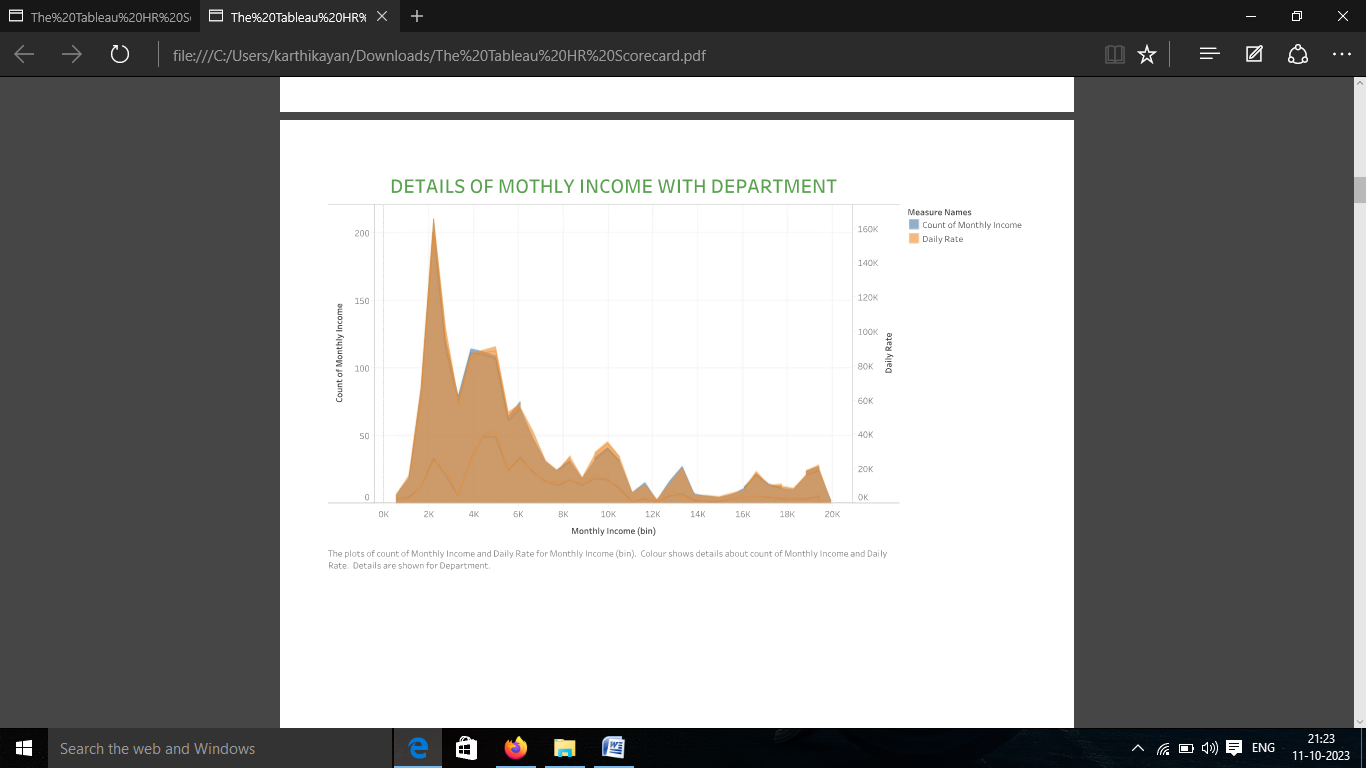 The%20Tableau%20HR%20S
The%20Tableau%20HR%
file:///C:/Users/karthikayan/Downloads/The%20Tableau%20HR%20Scorecard.pdf
DETAILS OF MOTHLY INCOME WITH DEPARTMENT
Measure Names
Count of Monthly Income
Daily Rate
Count of Monthly Income
200
150
100
50
0
160K
140K
120K
100K
80K
60K
40K
20K
0K
Daily Rate
0K 2K 4K 6K 8K 10K 12K 14K 16K 18K 20K
Monthly Income (bin)
The plots of count of Monthly Income and Daily Rate for Monthly Income (bin). Colour shows details about count of Monthly Income and Daily
Rate. Details are shown for Department.
Search the web and Windows
ENG
21:23
11-10-2023